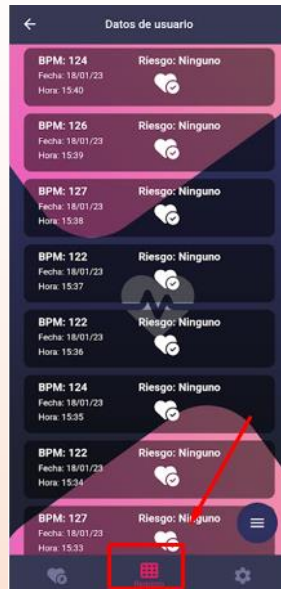 Datos de usuario
BPM: 124 Riesgo: Ninguno
Fecha: 18/01/23
Hora: 15:40
BPM: 126 Riesgo: Ninguno
Fecha: 18/01/23
Hora: 15:39
BPM: 127 Riesgo: Ninguno
Fecha: 18/01/23
Hora: 15:38
BPM: 122 Riesgo: Ninguno
Fecha: 18/01/23
Hora: 15:37
BPM: 122 Riesgo: Ninguno
Fecha: 18/01/23
Hora: 15:36
BPM: 124 Riesgo: Ninguno
Fecha: 18/01/23
Hora: 15:35
BPM: 122 Riesgo: Ninguno
Fecha: 18/01/23
Hora: 15:34
BPM: 127 Riesgo: Ninguno
Fecha: 18/01/23
Hora: 15:33